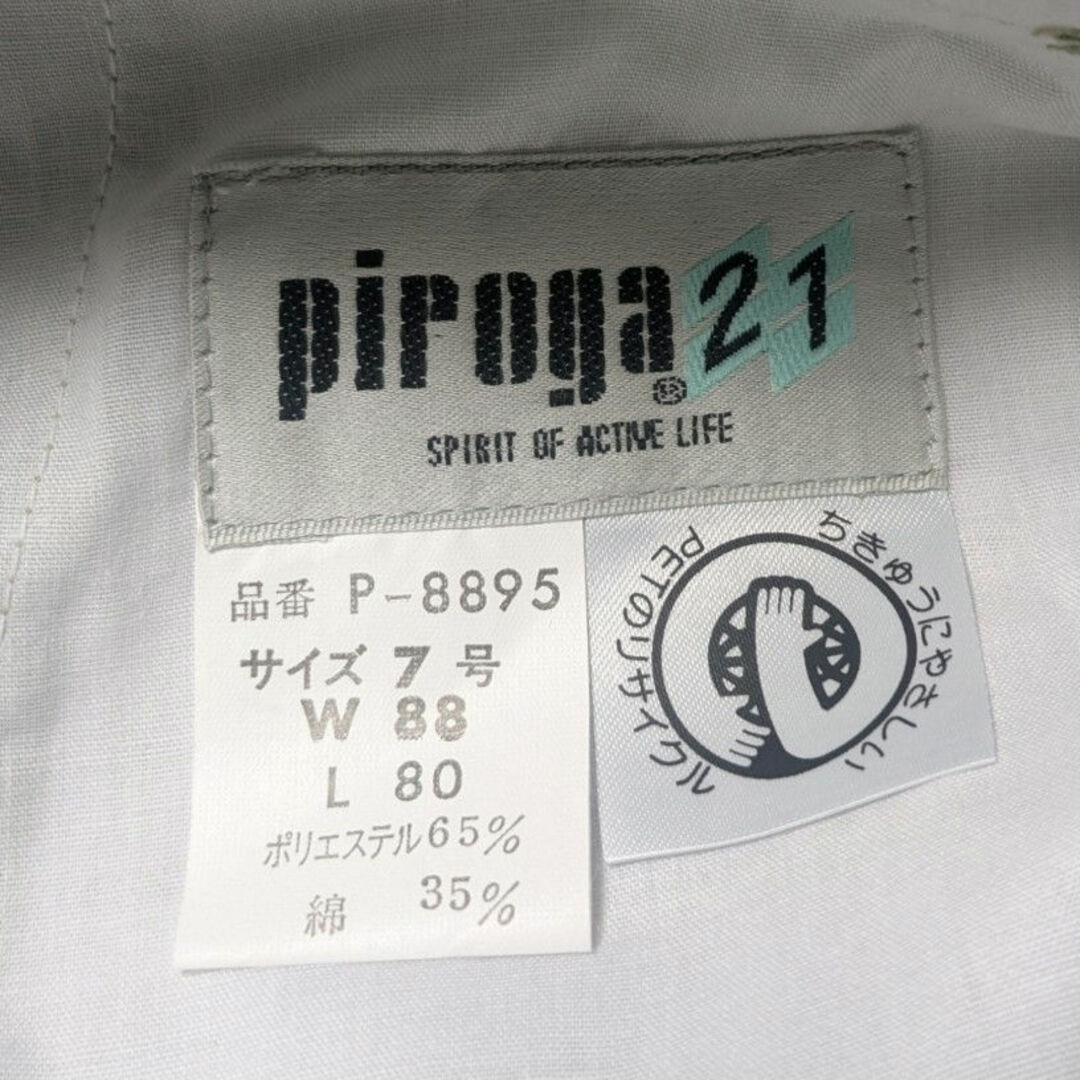 piroga21
®
SPIRIT OF ACTIVE LIFE
品番 P-8895
サイズ 7 号
W 88
L 80
ポリエステル65%
綿 35%
ちきゅうにやさしい
PETのリサイクル